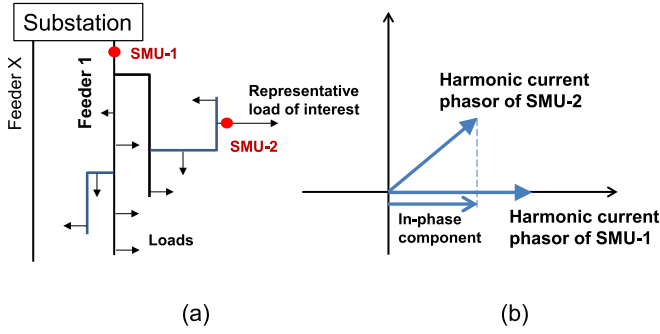 Substation
SMU-1
Feeder X
Feeder 1
Representative
load of interest
SMU-2
Loads
(a)
Harmonic current
phasor of SMU-2
In-phase
component
Harmonic current
phasor of SMU-1
(b)